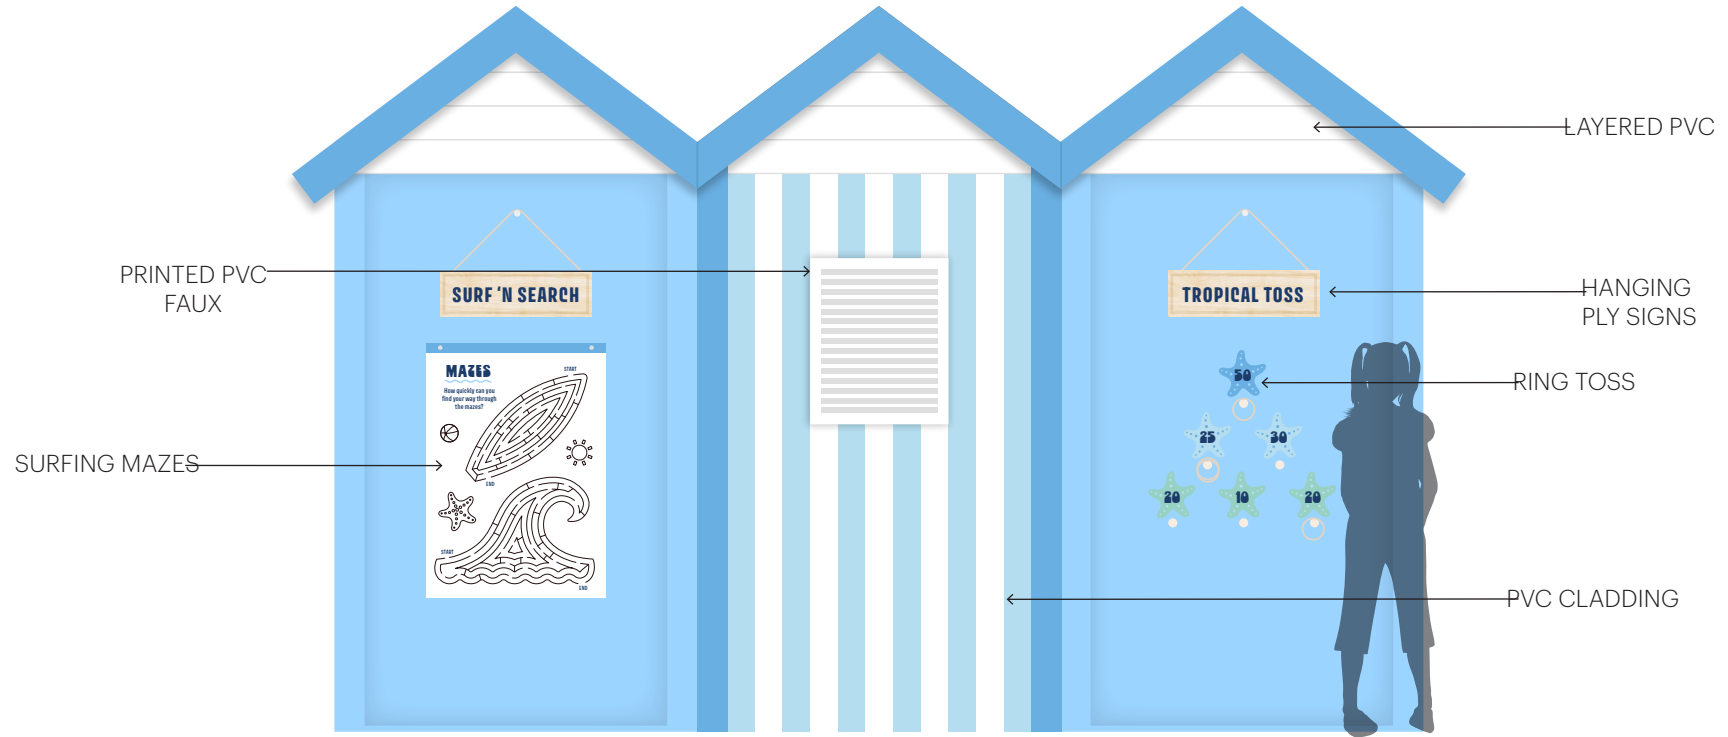 LAYERED PVC
PRINTED PVC
FAUX
SURF 'N SEARCH
TROPICAL TOSS
HANGING
PLY SIGNS
MAZES
How quickly can you
find your way through
the mazes?
START
END
START
END
50
25
30
20
10
20
RING TOSS
SURFING MAZES
PVC CLADDING